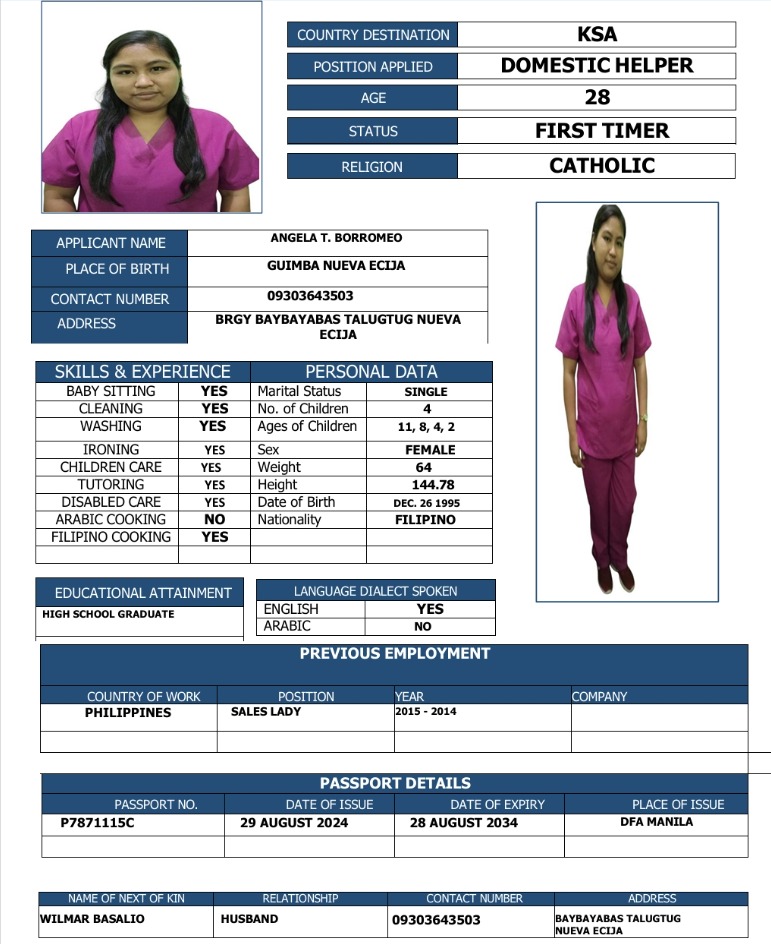 COUNTRY DESTINATION KSA
POSITION APPLIED DOMESTIC HELPER
AGE 28
STATUS FIRST TIMER
RELIGION CATHOLIC
APPLICANT NAME ANGELA T. BORROMEO
PLACE OF BIRTH GUIMBA NUEVA ECIJA
CONTACT NUMBER 09303643503
ADDRESS BRGY BAYBAYABAS TALUGTUG NUEVA
ECIJA
SKILLS & EXPERIENCE PERSONAL DATA
BABY SITTING YES Marital Status SINGLE
CLEANING YES No. of Children 4
WASHING YES Ages of Children 11, 8, 4, 2
IRONING YES Sex FEMALE
CHILDREN CARE YES Weight 64
TUTORING YES Height 144.78
DISABLED CARE YES Date of Birth DEC. 26 1995
ARABIC COOKING NO Nationality FILIPINO
FILIPINO COOKING YES
EDUCATIONAL ATTAINMENT
HIGH SCHOOL GRADUATE
LANGUAGE DIALECT SPOKEN
ENGLISH YES
ARABIC NO
PREVIOUS EMPLOYMENT
COUNTRY OF WORK POSITION YEAR COMPANY
PHILIPPINES SALES LADY 2015 - 2014
PASSPORT DETAILS
PASSPORT NO. DATE OF ISSUE DATE OF EXPIRY PLACE OF ISSUE
P7871115C 29 AUGUST 2024 28 AUGUST 2034 DFA MANILA
NAME OF NEXT OF KIN RELATIONSHIP CONTACT NUMBER ADDRESS
WILMAR BASALIO HUSBAND 09303643503 BAYBAYABAS TALUGTUG
NUEVA ECIJA